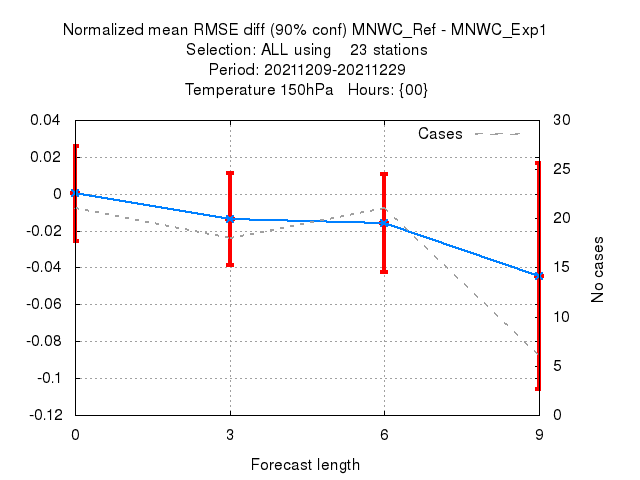 Normalized mean RMSE diff (90% conf) MNWC_Ref - MNWC_Exp1
Selection: ALL using    23 stations
Period: 20211209-20211229
Temperature 150hPa   Hours: {00}
Cases
0.04
0.02
0
-0.02
-0.04
-0.06
-0.08
-0.1
-0.12
30
25
20
15
10
5
0
No cases
0 3 6 9
Forecast length